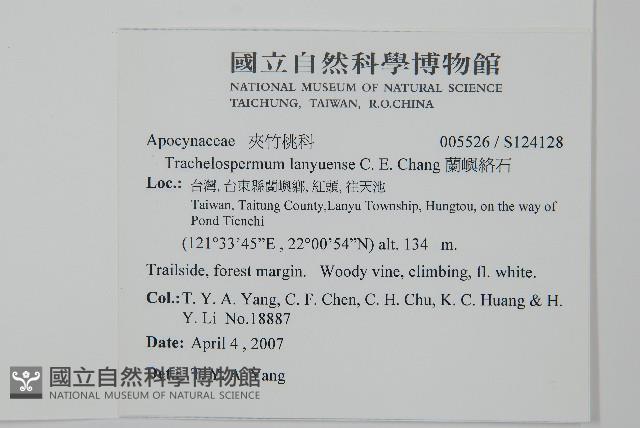 國立自然科學博物館
NATIONAL MUSEUM OF NATURAL SCIENCE
TAICHUNG, TAIWAN, R.O.CHINA
Apocynaceae 夾竹桃科 005526 / S124128
Trachelospermum lanyuense C. E. Chang 蘭嶼絡石
Loc.: 台灣, 台東縣蘭嶼鄉, 紅頭, 往天池
Taiwan, Taitung County,Lanyu Township, Hungtou, on the way of
Pond Tienchi
(121°33'45”E , 22°00'54”N) alt. 134 m.
Trailside, forest margin. Woody vine, climbing, fl. white.
Col.: T. Y. A. Yang, C. F. Chen, C. H. Chu, K. C. Huang & H.
Y. Li No.18887
Date: April 4 , 2007
Det.: T. Y. A. Yang
國立自然科學博物館
NATIONAL MUSEUM OF NATURAL SCIENCE